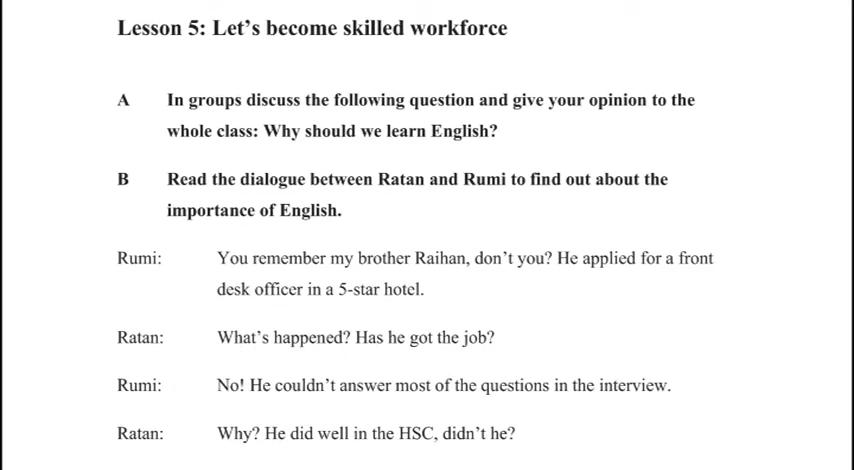 Lesson 5: Let's become skilled workforce
A In groups discuss the following question and give your opinion to the
whole class: Why should we learn English?
B Read the dialogue between Ratan and Rumi to find out about the
importance of English.
Rumi: You remember my brother Raihan, don't you? He applied for a front
desk officer in a 5-star hotel.
Ratan: What's happened? Has he got the job?
Rumi: No! He couldn't answer most of the questions in the interview.
Ratan: Why? He did well in the HSC, didn't he?